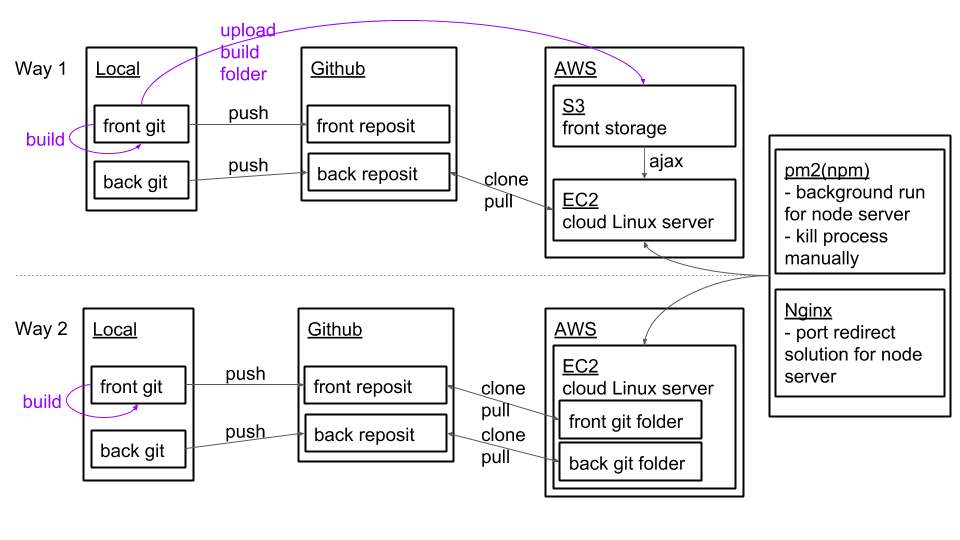 Way 1
Local
front git
back git
build
upload
build
folder
push
push
Github
front reposit
back reposit
clone
pull
AWS
S3
front storage
ajax
EC2
cloud Linux server
pm2(npm)
- background run
for node server
- kill process
manually
Nginx
- port redirect
solution for node
server
Way 2
Local
front git
back git
build
push
push
Github
front reposit
back reposit
clone
pull
clone
pull
AWS
EC2
cloud Linux server
front git folder
back git folder